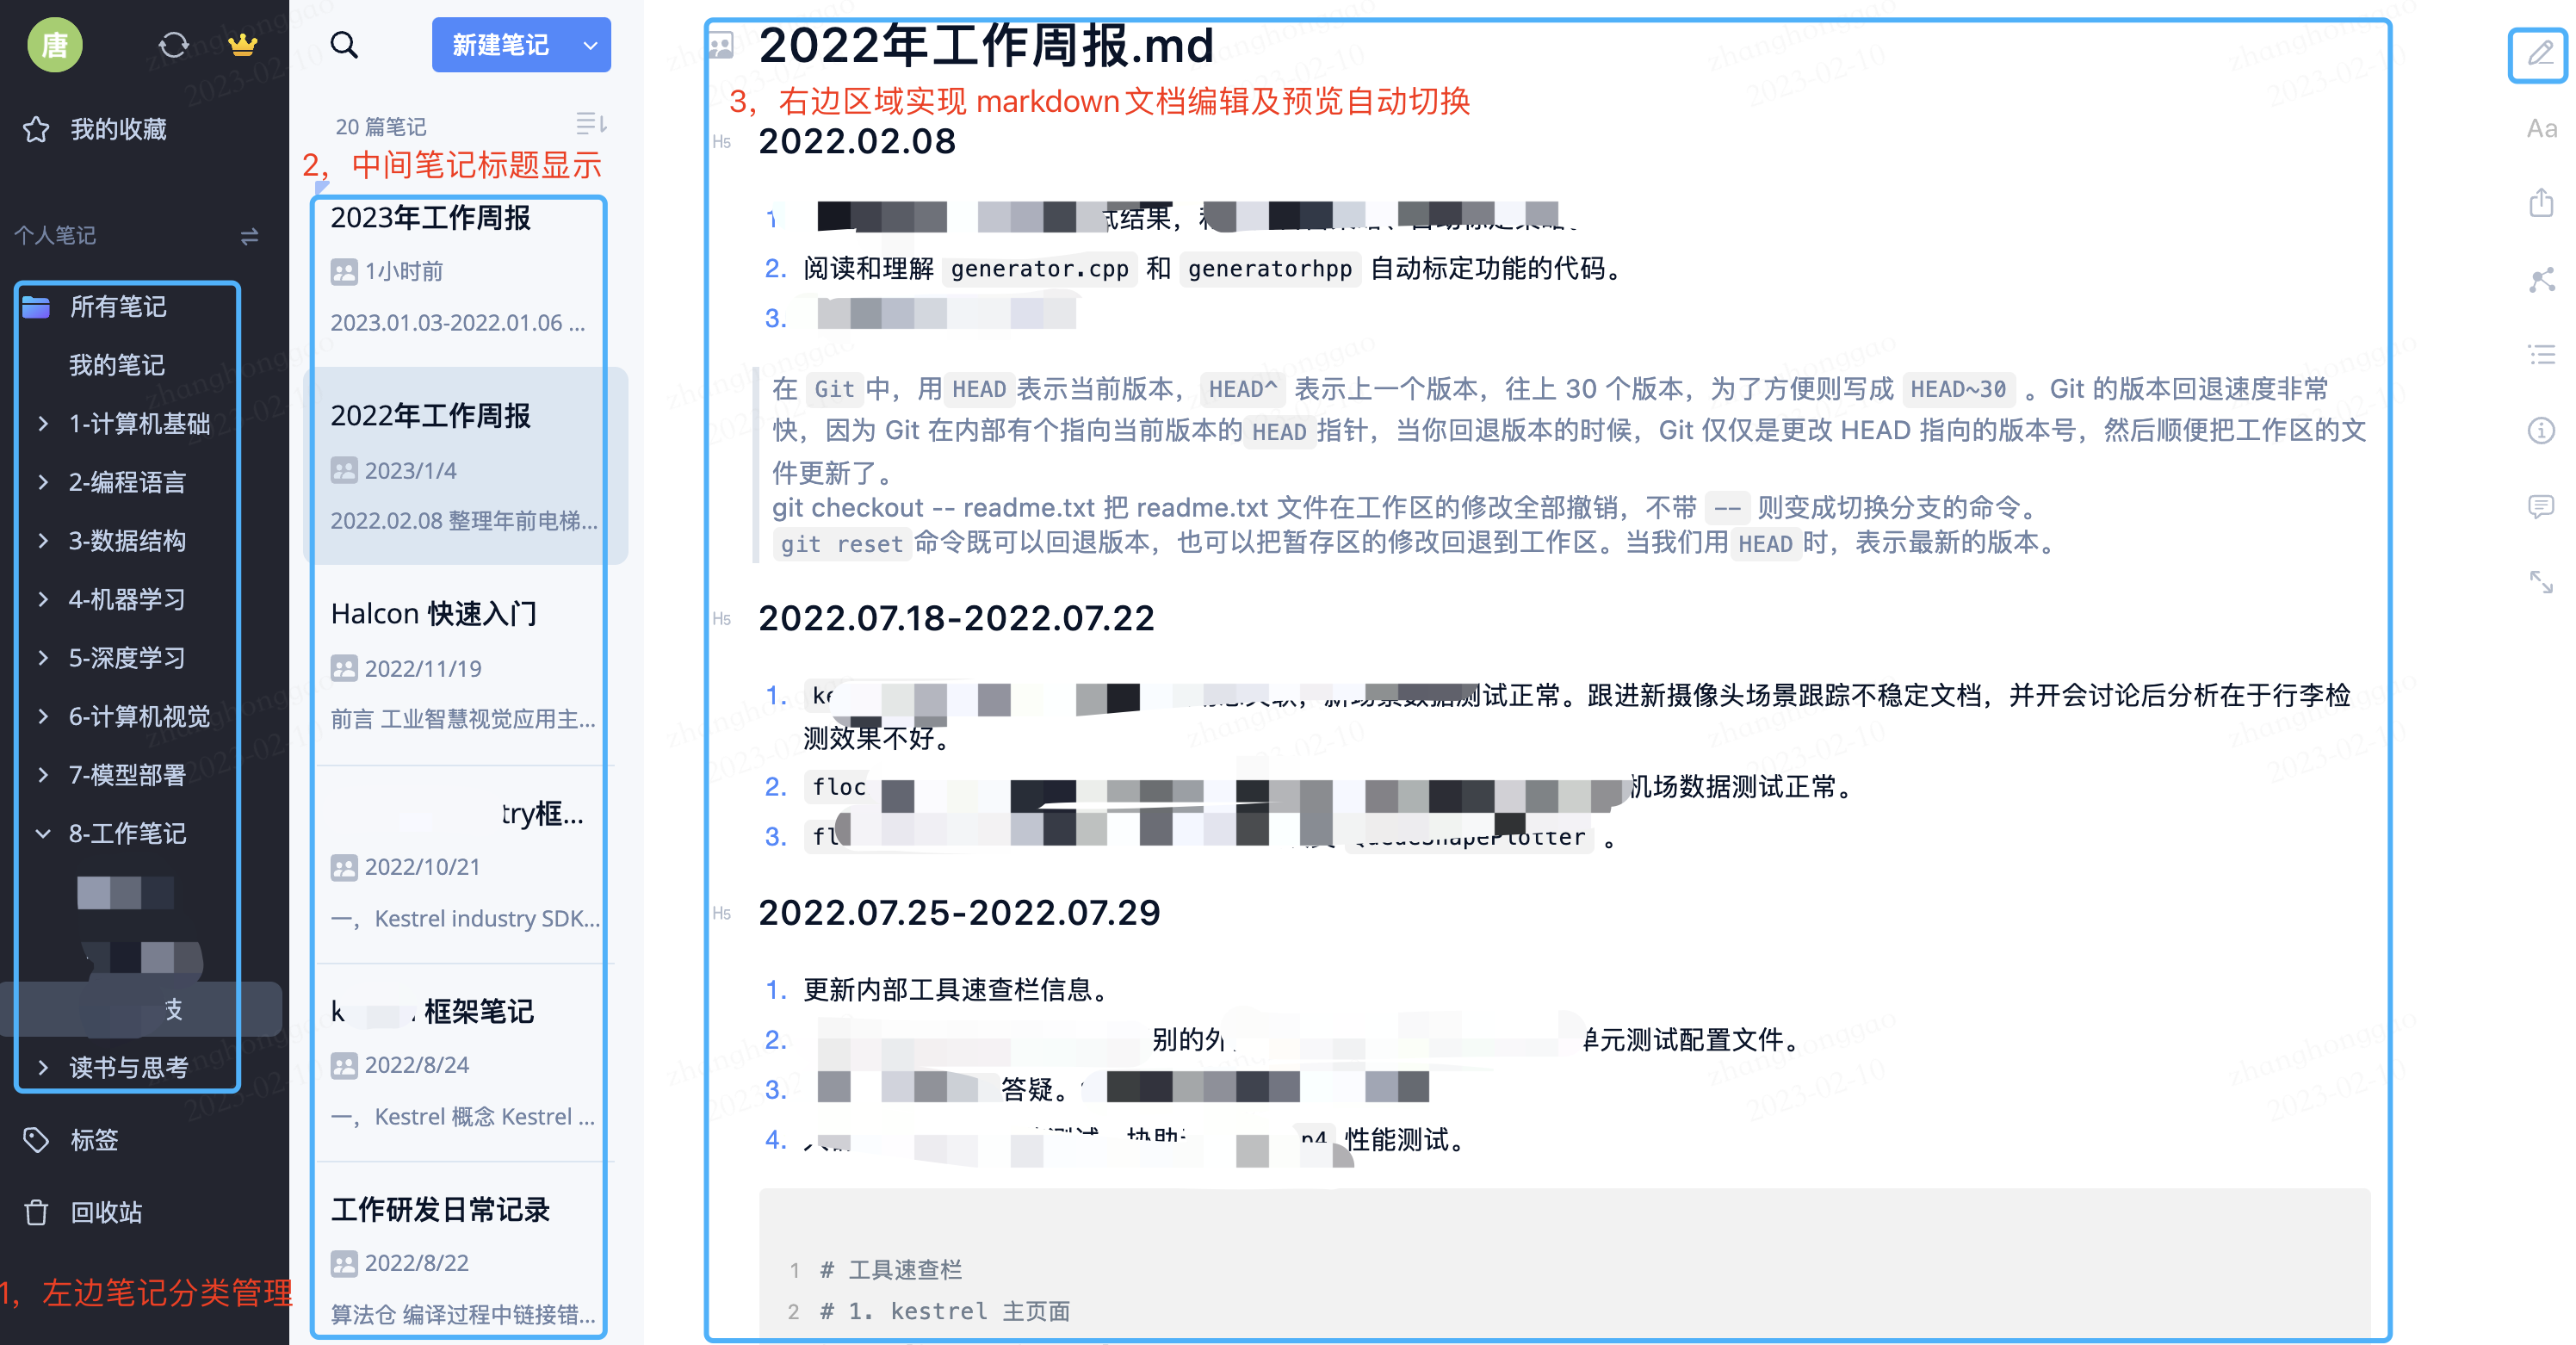 唐
我的收藏
个人笔记
所有笔记
我的笔记
1-计算机基础
2-编程语言
3-数据结构
4-机器学习
5-深度学习
6-计算机视觉
7-模型部署
8-工作笔记
技
读书与思考
标签
回收站
1，左边笔记分类管理
新建笔记
20 篇笔记
2，中间笔记标题显示
2023年工作周报
1小时前
2023.01.03-2022.01.06 ...
2022年工作周报
2023/1/4
2022.02.08 整理年前电梯...
Halcon 快速入门
2022/11/19
前言 工业智慧视觉应用主...
try框...
2022/10/21
一，Kestrel industry SDK...
k 框架笔记
2022/8/24
一，Kestrel 概念 Kestrel ...
工作研发日常记录
2022/8/22
算法仓 编译过程中链接错...
2022年工作周报.md
3，右边区域实现 markdown 文档编辑及预览自动切换
H5 2022.02.08
1 试结果，
2. 阅读和理解 generator.cpp 和 generatorhpp 自动标定功能的代码。
3.
在 Git 中，用 HEAD 表示当前版本， HEAD^ 表示上一个版本，往上 30 个版本，为了方便则写成 HEAD~30 。Git 的版本回退速度非常
快，因为 Git 在内部有个指向当前版本的 HEAD 指针，当你回退版本的时候，Git 仅仅是更改 HEAD 指向的版本号，然后顺便把工作区的文
件更新了。
git checkout -- readme.txt 把 readme.txt 文件在工作区的修改全部撤销，不带 -- 则变成切换分支的命令。
git reset 命令既可以回退版本，也可以把暂存区的修改回退到工作区。当我们用 HEAD 时，表示最新的版本。
H5 2022.07.18-2022.07.22
1. ke 测试正常。跟进新摄像头场景跟踪不稳定文档，并开会讨论后分析在于行李检
测效果不好。
2. floc 机场数据测试正常。
3. fl 。
H5 2022.07.25-2022.07.29
1. 更新内部工具速查栏信息。
2. 别的外 单元测试配置文件。
3. 答疑。
4. 性能测试。
1 # 工具速查栏
2 # 1. kestrel 主页面
Aa
zhanghonggao
2023-02-10